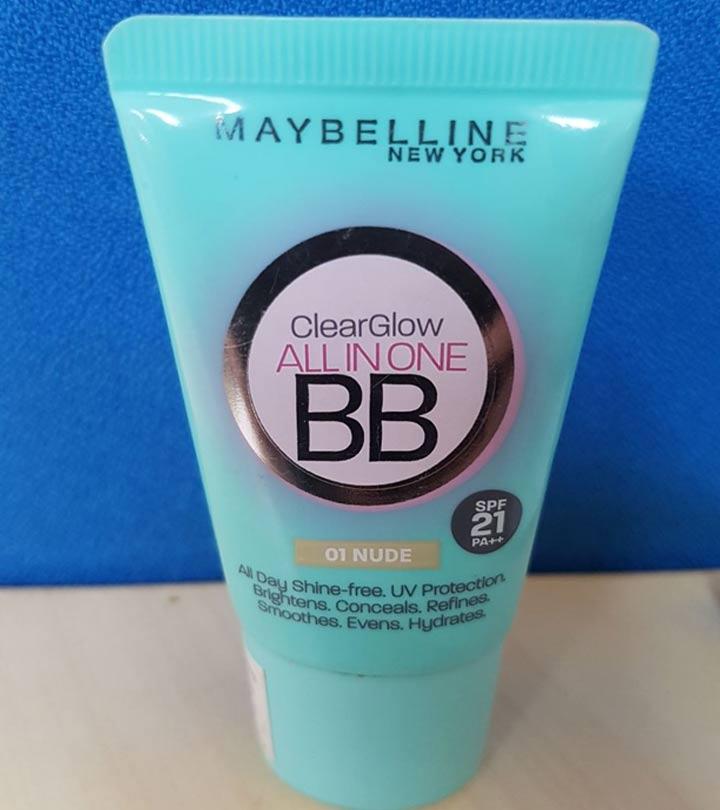 MAYBELLINE
NEW YORK
ClearGlow
ALL IN ONE
BB
SPF
21
PA++
01 NUDE
All Day Shine-free. UV Protection.
Brightens. Conceals. Refines.
Smoothes. Evens. Hydrates.